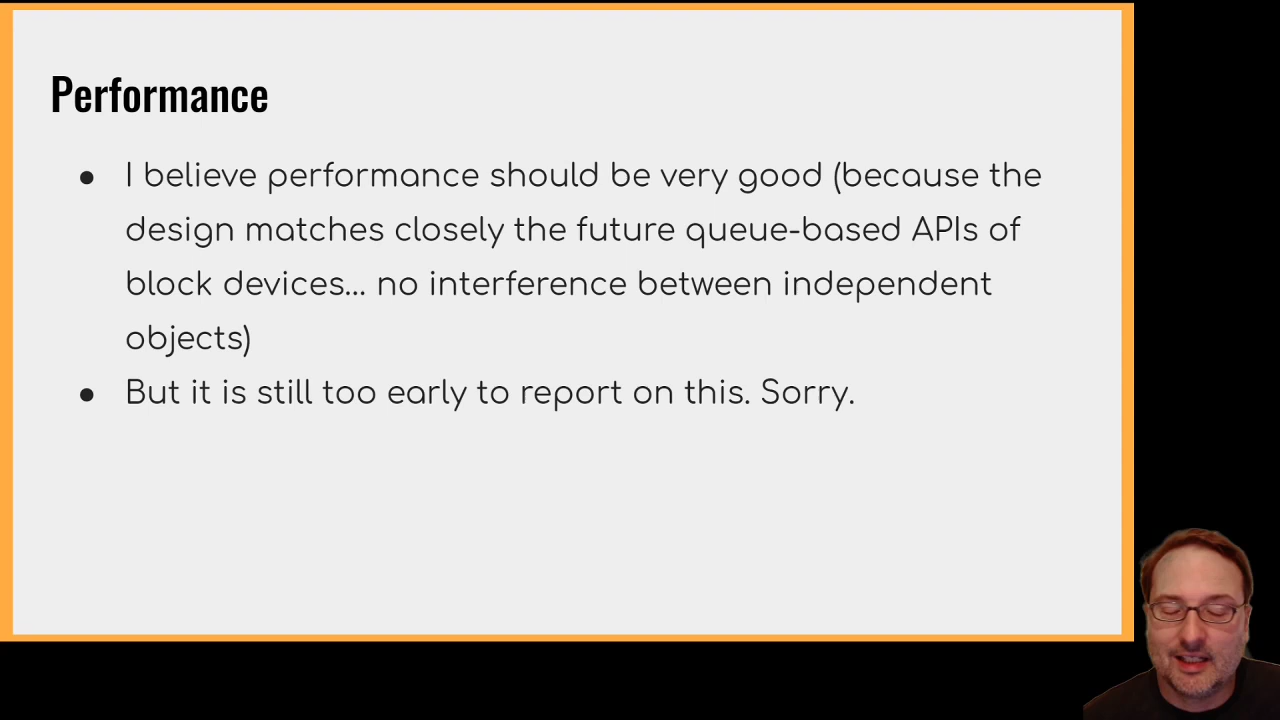 Performance
● I believe performance should be very good (because the
design matches closely the future queue-based APIs of
block devices... no interference between independent
objects)
● But it is still too early to report on this. Sorry.